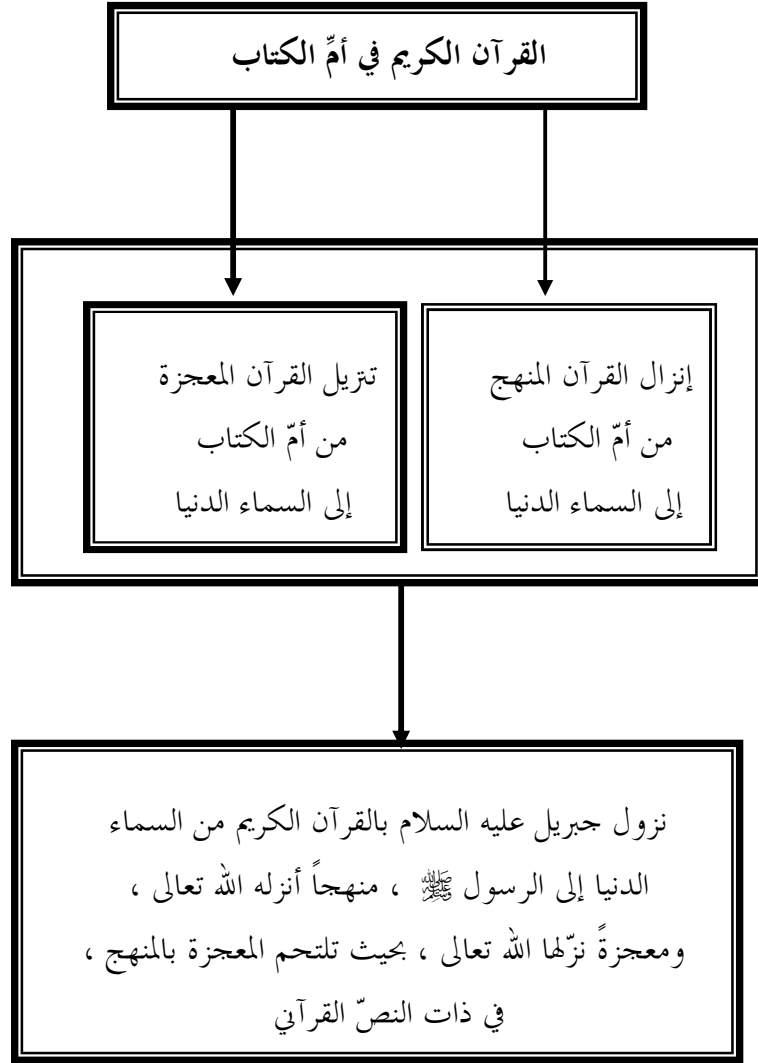 القرآن الكريم في أمِّ الكتاب
إنزال القرآن المنهج
من أمّ الكتاب
إلى السماء الدنيا
تتريل القرآن المعجزة
من أمّ الكتاب
إلى السماء الدنيا
نزول جبريل عليه السلام بالقرآن الكريم من السماء
الدنيا إلى الرسول ﷺ ، منهجاً أنزله الله تعالى ،
ومعجزةً نزّلها الله تعالى ، بحيث تلتحم المعجزة بالمنهج ،
في ذات النصّ القرآني